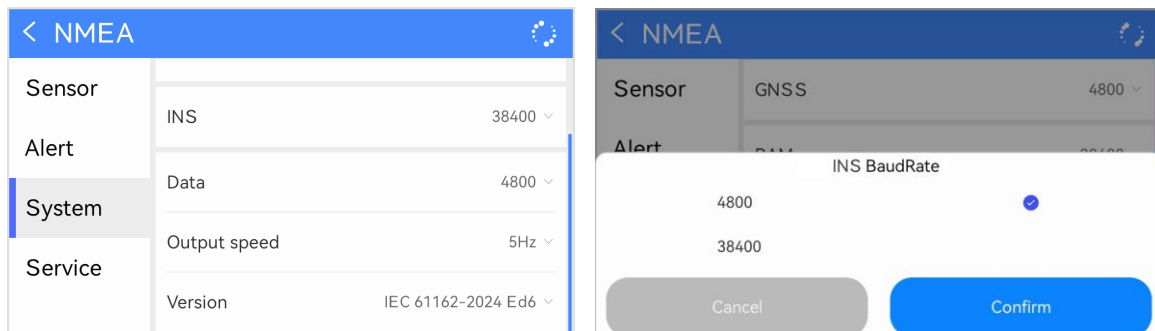 NMEA
Sensor
Alert
System
Service
INS 38400
Data 4800
Output speed 5Hz
Version IEC 61162-2024 Ed6
NMEA
Sensor
GNSS 4800
Alert
INS BaudRate
4800
38400
Cancel Confirm